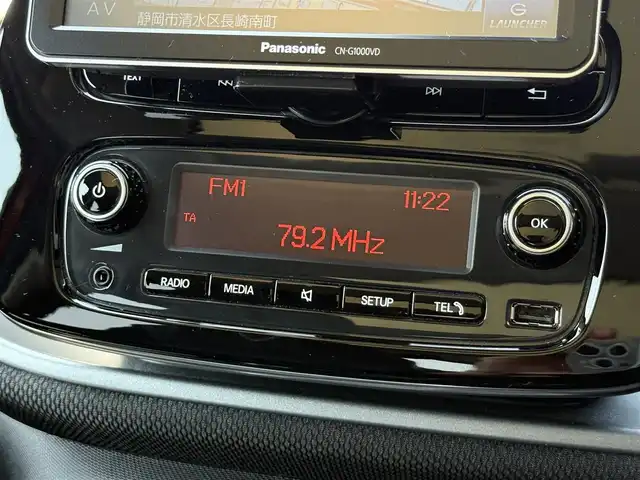 AV
静岡市清水区長崎南町
G
LAUNCHER
Panasonic CN-G1000VD
TEXT
FM1 11:22
TA
79.2 MHz
OK
RADIO MEDIA SETUP TEL